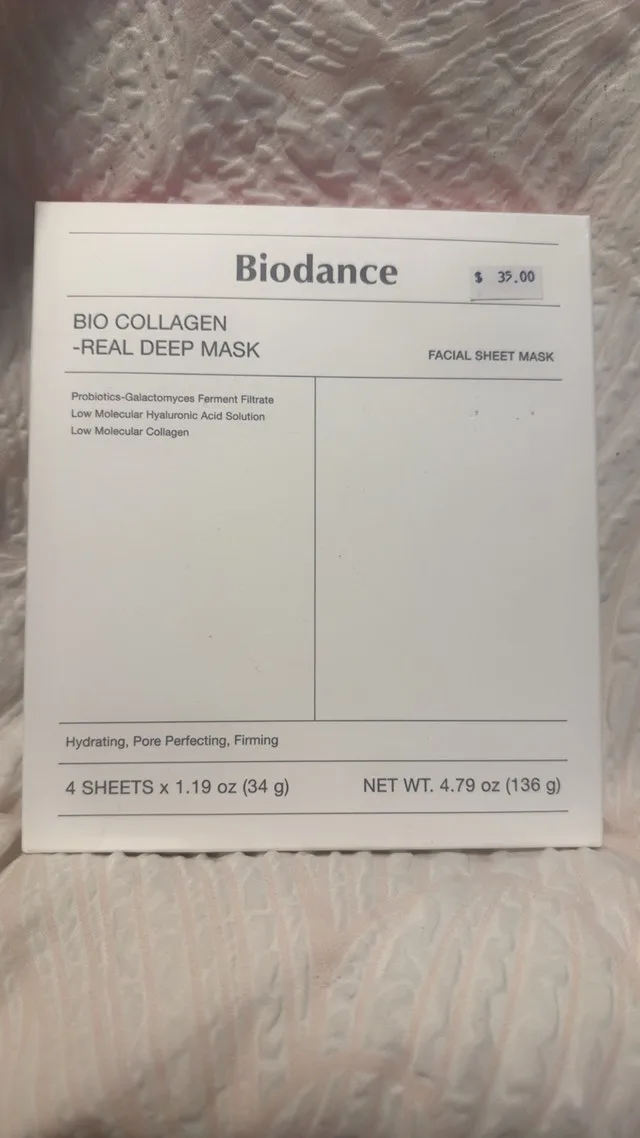 Biodance
$ 35.00
BIO COLLAGEN
-REAL DEEP MASK
FACIAL SHEET MASK
Probiotics-Galactomyces Ferment Filtrate
Low Molecular Hyaluronic Acid Solution
Low Molecular Collagen
Hydrating, Pore Perfecting, Firming
4 SHEETS x 1.19 oz (34 g)
NET WT. 4.79 oz (136 g)